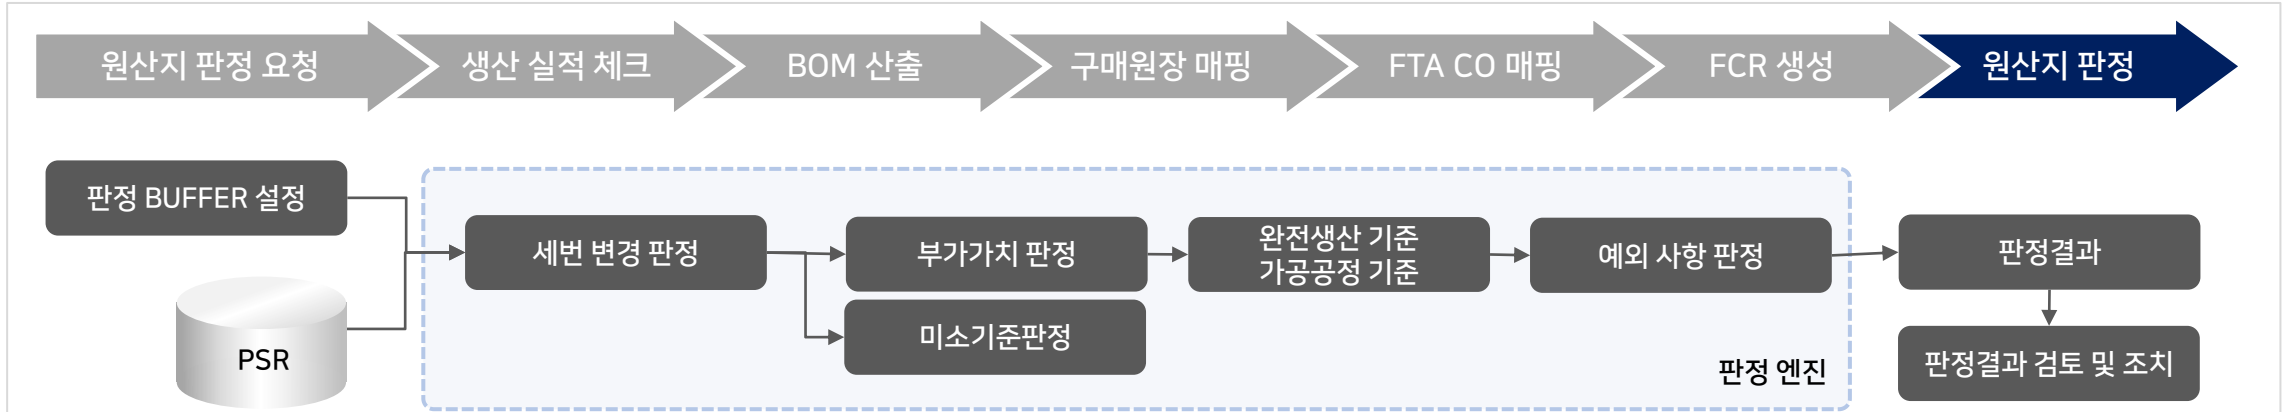 원산지 판정 요청
생산 실적 체크
BOM 산출
구매원장 매핑
FTA CO 매핑
FCR 생성
원산지 판정
판정 BUFFER 설정
PSR
세번 변경 판정
부가가치 판정
미소기준판정
완전생산 기준
가공공정 기준
예외 사항 판정
판정 엔진
판정결과
판정결과 검토 및 조치